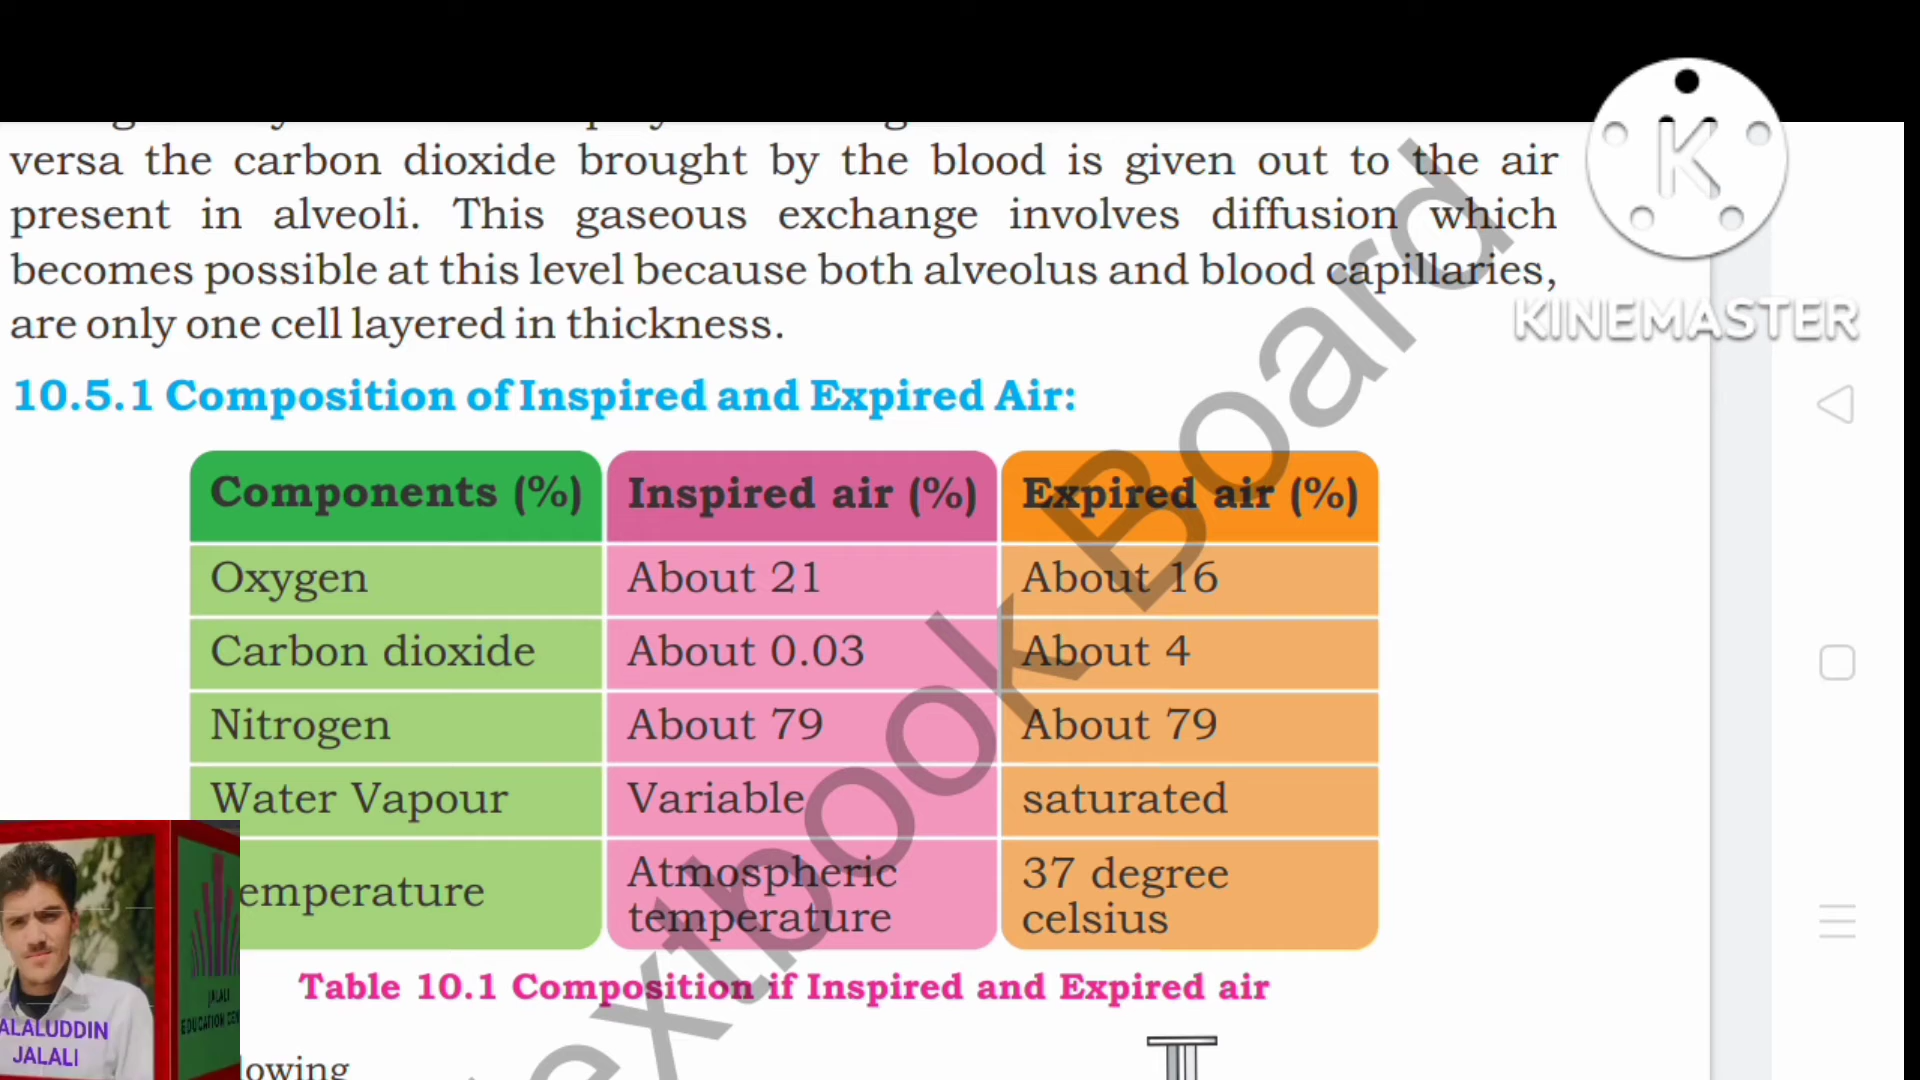 versa the carbon dioxide brought by the blood is given out to the air
present in alveoli. This gaseous exchange involves diffusion which
becomes possible at this level because both alveolus and blood capillaries,
are only one cell layered in thickness.
KINEMASTER
10.5.1 Composition of Inspired and Expired Air:
Components (%) Inspired air (%) Expired air (%)
Oxygen About 21 About 16
Carbon dioxide About 0.03 About 4
Nitrogen About 79 About 79
Water Vapour Variable saturated
emperature Atmospheric temperature 37 degree celsius
Table 10.1 Composition if Inspired and Expired air
extbook Board
ALALUDDIN
JALALI
JALALI
EDUCATION CEN
lowing